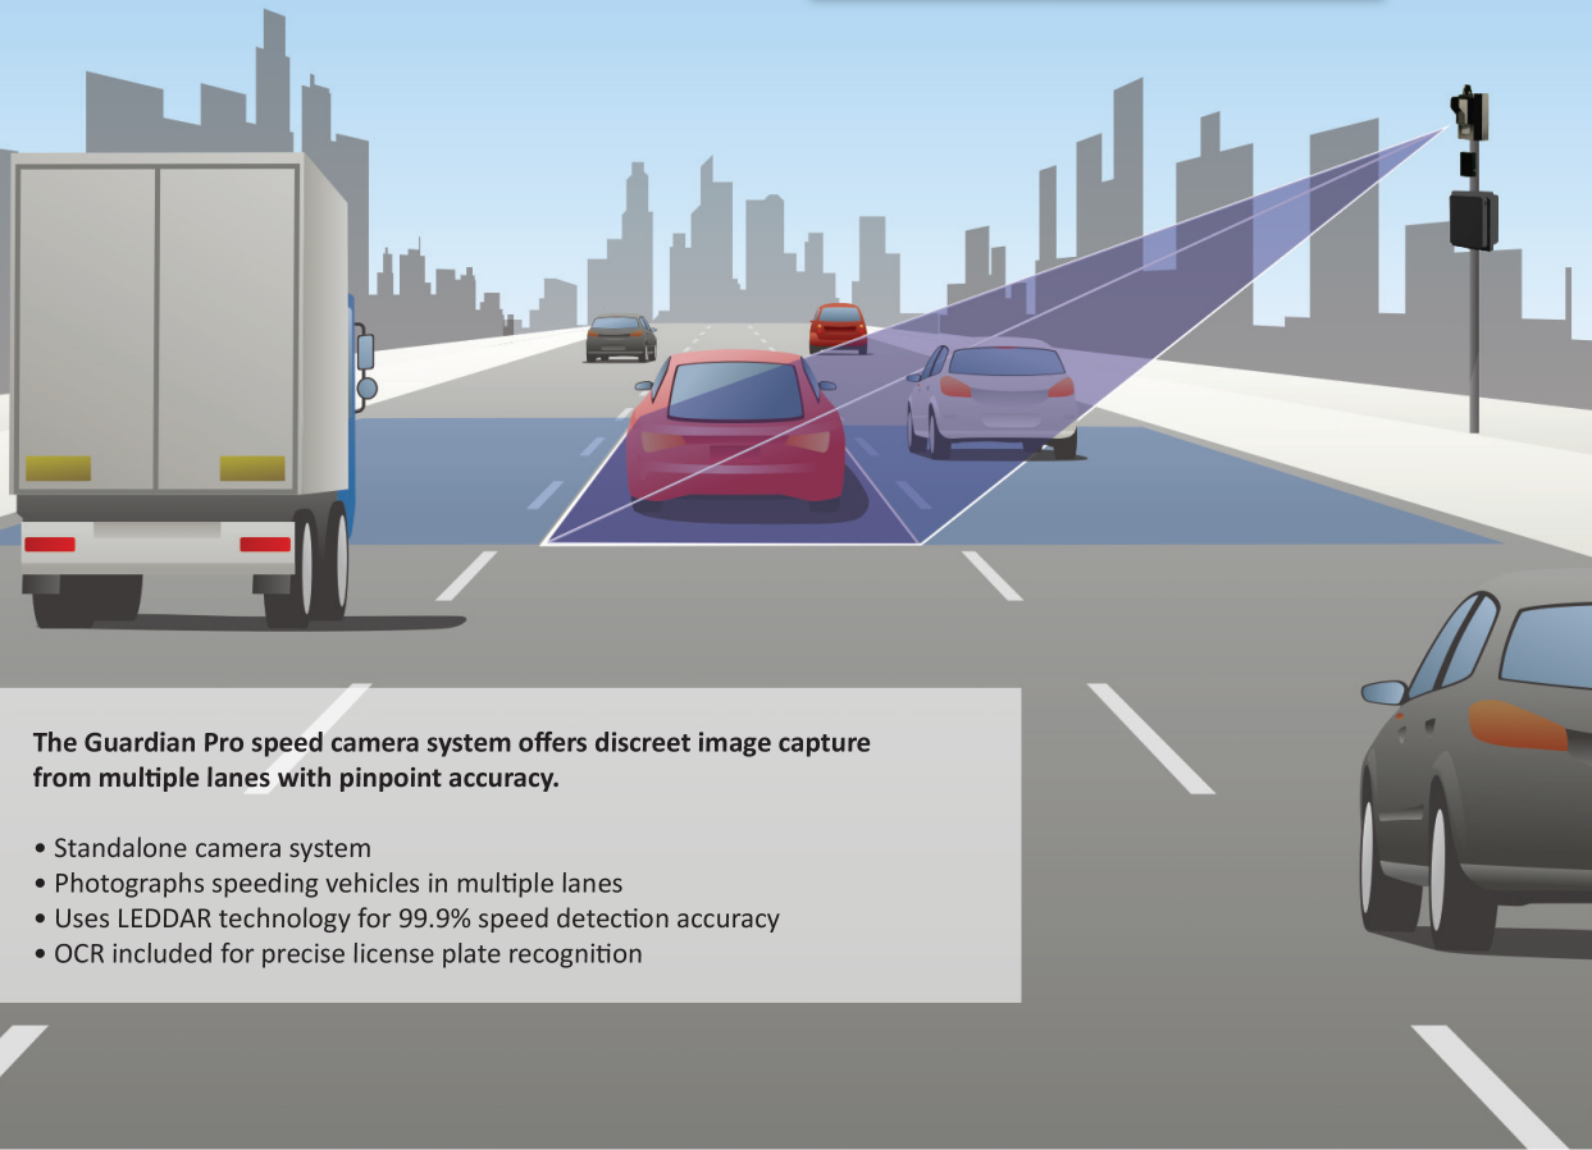 The Guardian Pro speed camera system offers discreet image capture
from multiple lanes with pinpoint accuracy.
• Standalone camera system
• Photographs speeding vehicles in multiple lanes
• Uses LEDDAR technology for 99.9% speed detection accuracy
• OCR included for precise license plate recognition